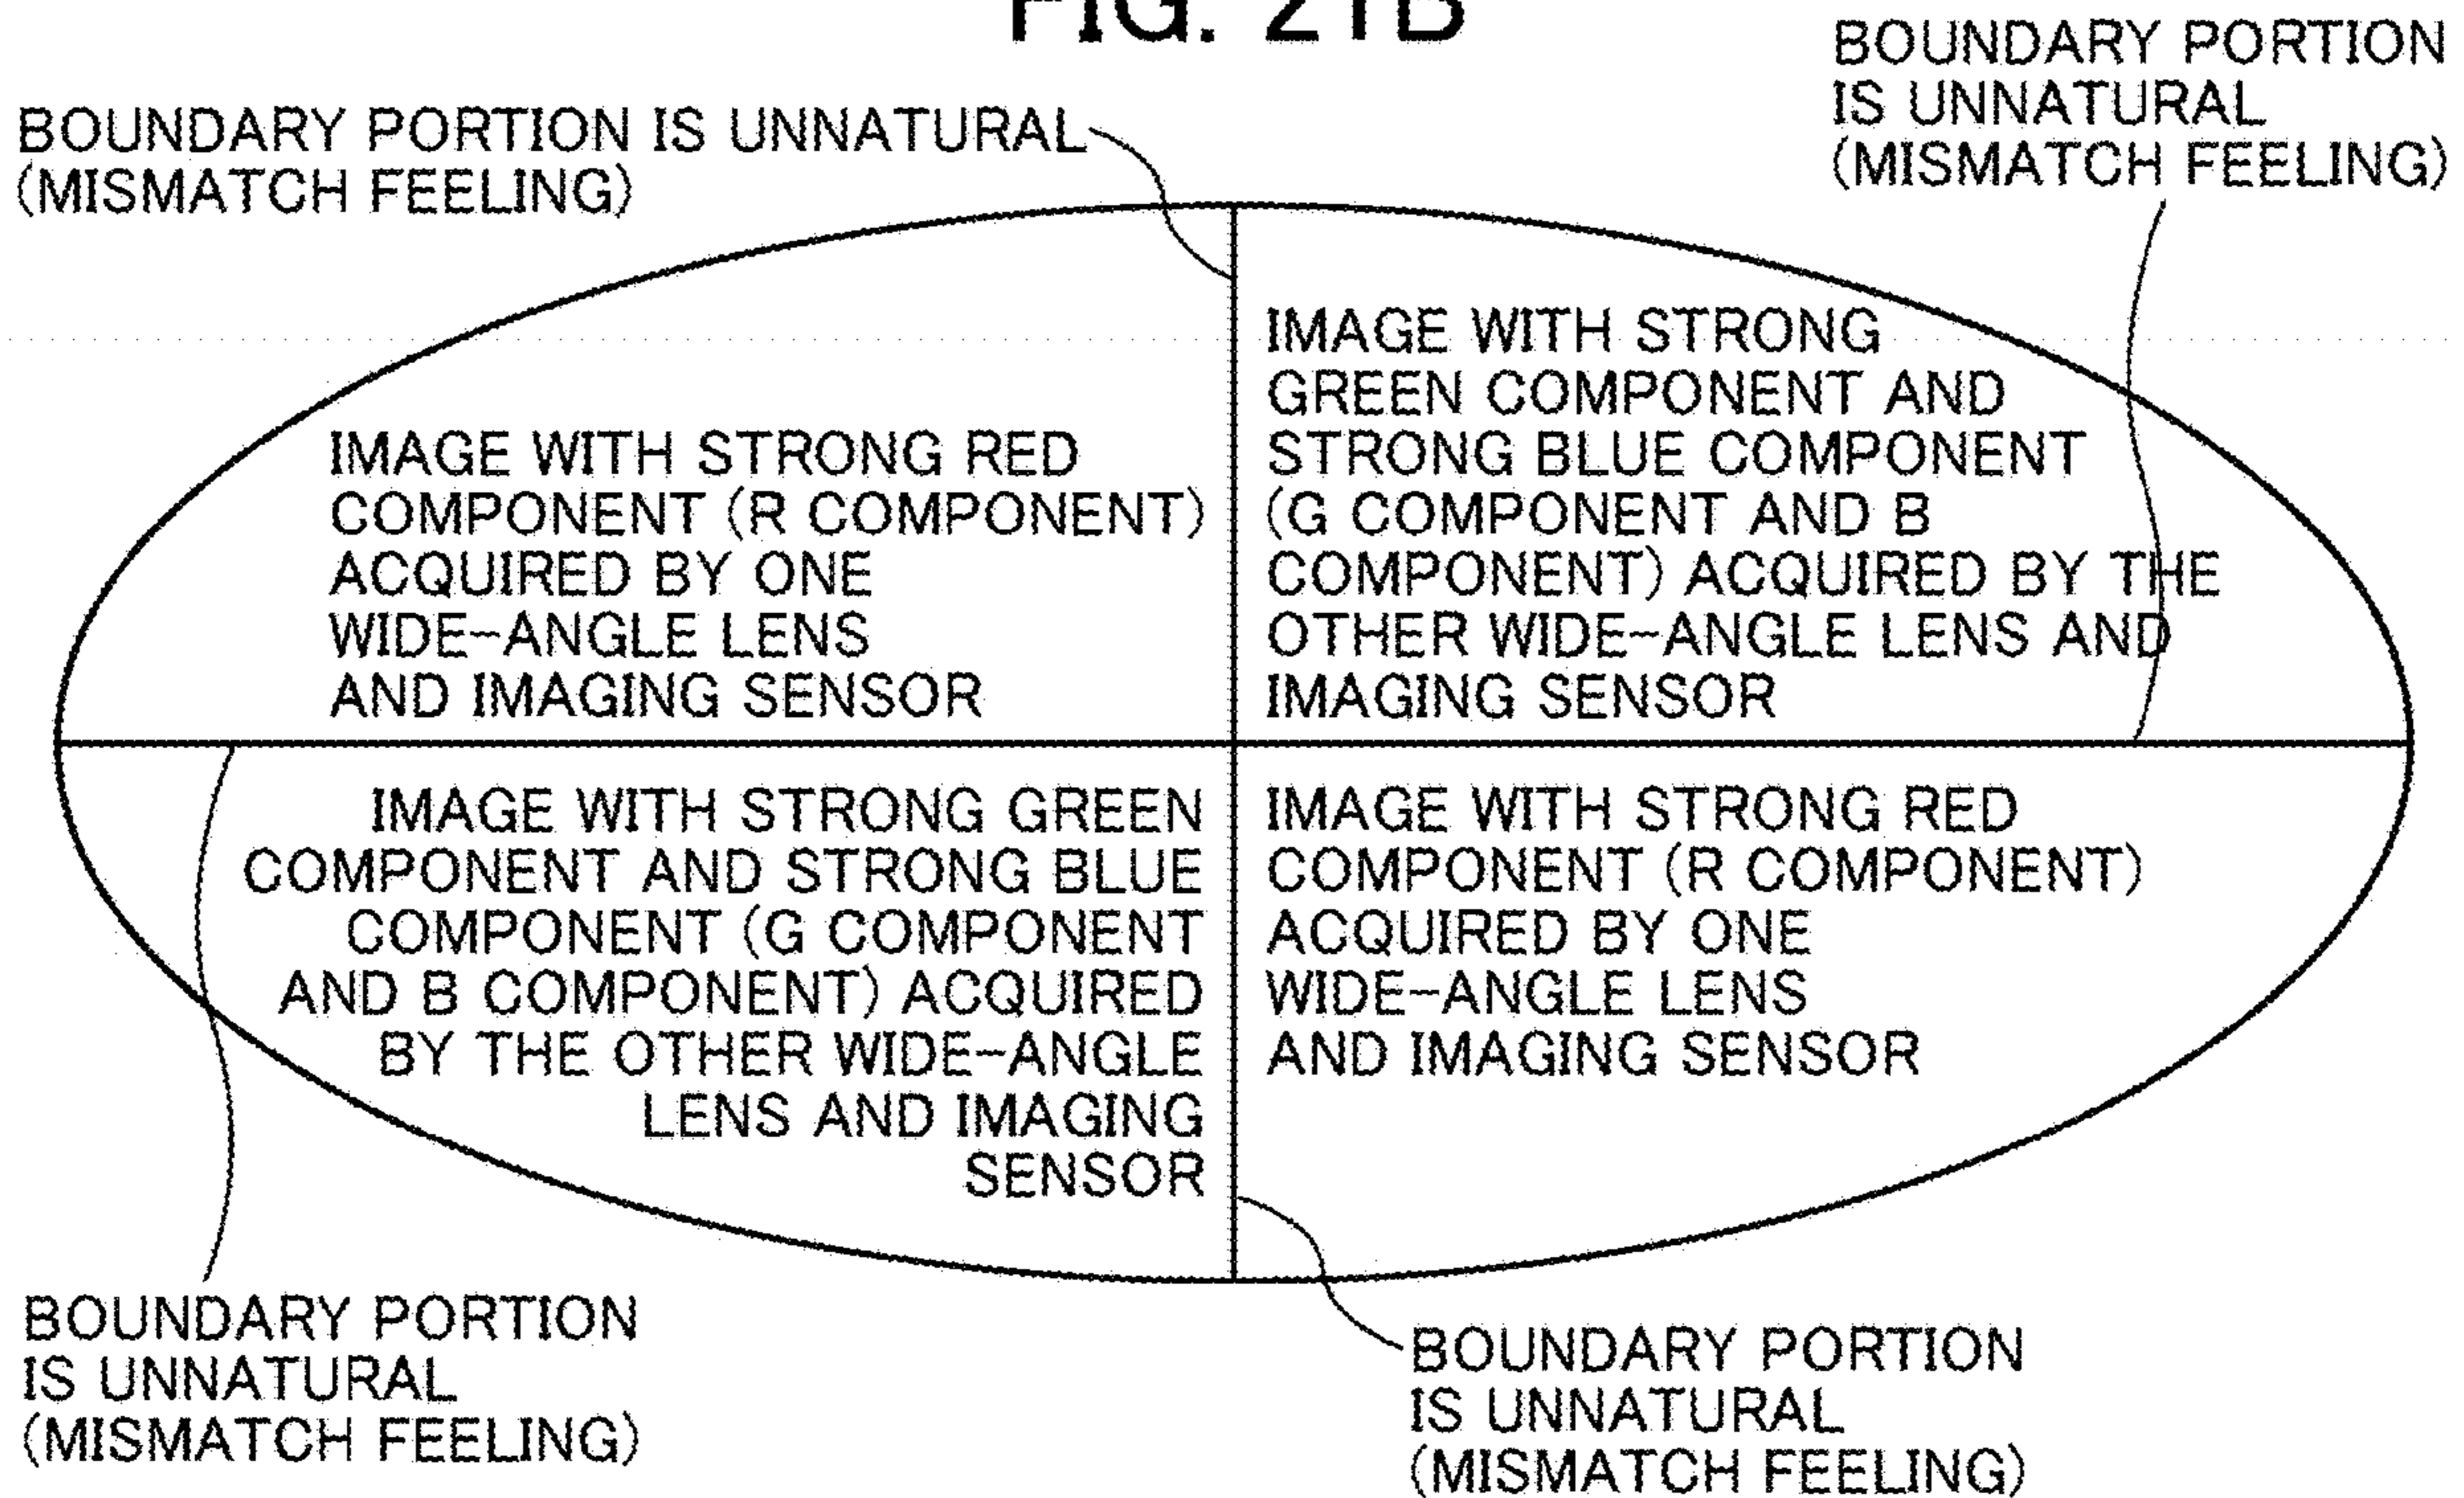 FIG. 21B
BOUNDARY PORTION IS UNNATURAL
(MISMATCH FEELING)
BOUNDARY PORTION
IS UNNATURAL
(MISMATCH FEELING)
IMAGE WITH STRONG RED
COMPONENT (R COMPONENT)
ACQUIRED BY ONE
WIDE-ANGLE LENS
AND IMAGING SENSOR
IMAGE WITH STRONG
GREEN COMPONENT AND
STRONG BLUE COMPONENT
(G COMPONENT AND B
COMPONENT) ACQUIRED BY THE
OTHER WIDE-ANGLE LENS AND
IMAGING SENSOR
IMAGE WITH STRONG GREEN
COMPONENT AND STRONG BLUE
COMPONENT (G COMPONENT
AND B COMPONENT) ACQUIRED
BY THE OTHER WIDE-ANGLE
LENS AND IMAGING
SENSOR
IMAGE WITH STRONG RED
COMPONENT (R COMPONENT)
ACQUIRED BY ONE
WIDE-ANGLE LENS
AND IMAGING SENSOR
BOUNDARY PORTION
IS UNNATURAL
(MISMATCH FEELING)
BOUNDARY PORTION
IS UNNATURAL
(MISMATCH FEELING)